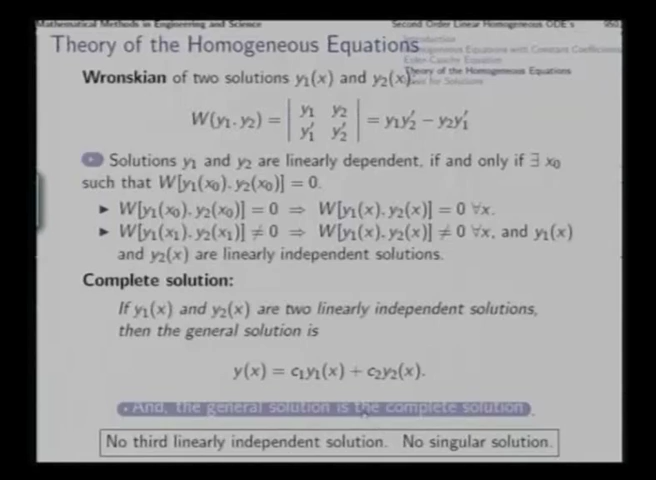 Mathematical Methods in Engineering and Science
Second Order Linear Homogeneous ODE's
Theory of the Homogeneous Equations
Introduction
Homogeneous Equations with Constant Coefficients
Euler-Cauchy Equation
Theory of the Homogeneous Equations
for Solutions
Wronskian of two solutions y₁(x) and y₂(x):
W(y₁, y₂) = | y₁ y₂ | = y₁y₂′ − y₂y₁′
y₁′ y₂′
Solutions y₁ and y₂ are linearly dependent, if and only if ∃ x₀
such that W[y₁(x₀), y₂(x₀)] = 0.
► W[y₁(x₀), y₂(x₀)] = 0 ⇒ W[y₁(x), y₂(x)] = 0 ∀x.
► W[y₁(x₁), y₂(x₁)] ≠ 0 ⇒ W[y₁(x), y₂(x)] ≠ 0 ∀x, and y₁(x)
and y₂(x) are linearly independent solutions.
Complete solution:
If y₁(x) and y₂(x) are two linearly independent solutions,
then the general solution is
y(x) = c₁y₁(x) + c₂y₂(x).
And, the general solution is the complete solution.
No third linearly independent solution. No singular solution.